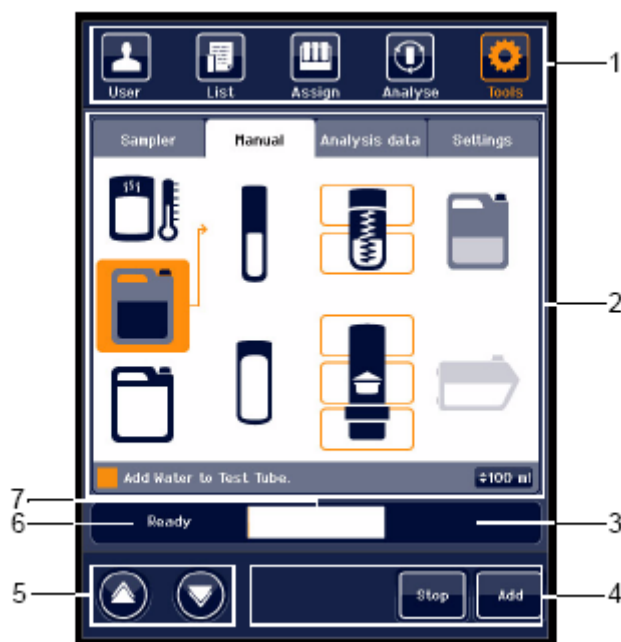 User List Assign Analyse Tools
1
Sampler Manual Analysis data Settings
2
Add Water to Test Tube. 100 ml
7
6 Ready 3
5 Stop Add 4